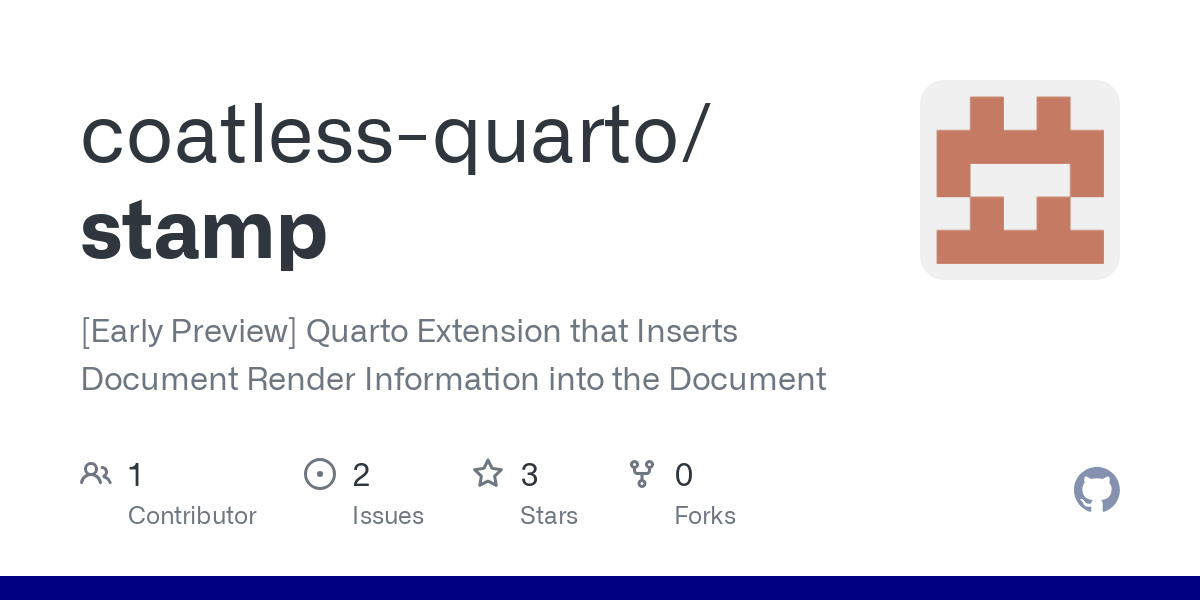 coatless-quarto/
stamp
[Early Preview] Quarto Extension that Inserts
Document Render Information into the Document
1 2 3 0
Contributor Issues Stars Forks